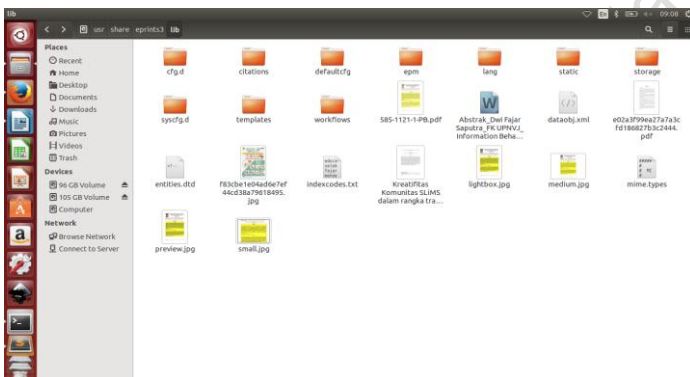 lib
En
09:08
usr share eprints3 lib
Places
Recent
Home
Desktop
Documents
Downloads
Music
Pictures
Videos
Trash
Devices
96 GB Volume
105 GB Volume
Computer
Network
Browse Network
Connect to Server
cfg.d
citations
defaultcfg
epm
lang
static
storage
syscfg.d
templates
workflows
585-1121-1-PB.pdf
Abstrak_Dwi Fajar
Saputra_FK UPNVJ_
Information Beha...
dataobj.xml
e02a3f99ea27a7a3c
fd186827b3c2444.
pdf
entities.dtd
f83cbe1e04ad6e7ef
44cd38a79618495.
jpg
indexcodes.txt
Kreatifitas
Komunitas SLiMS
dalam rangka tra...
lightbox.jpg
medium.jpg
mime.types
preview.jpg
small.jpg